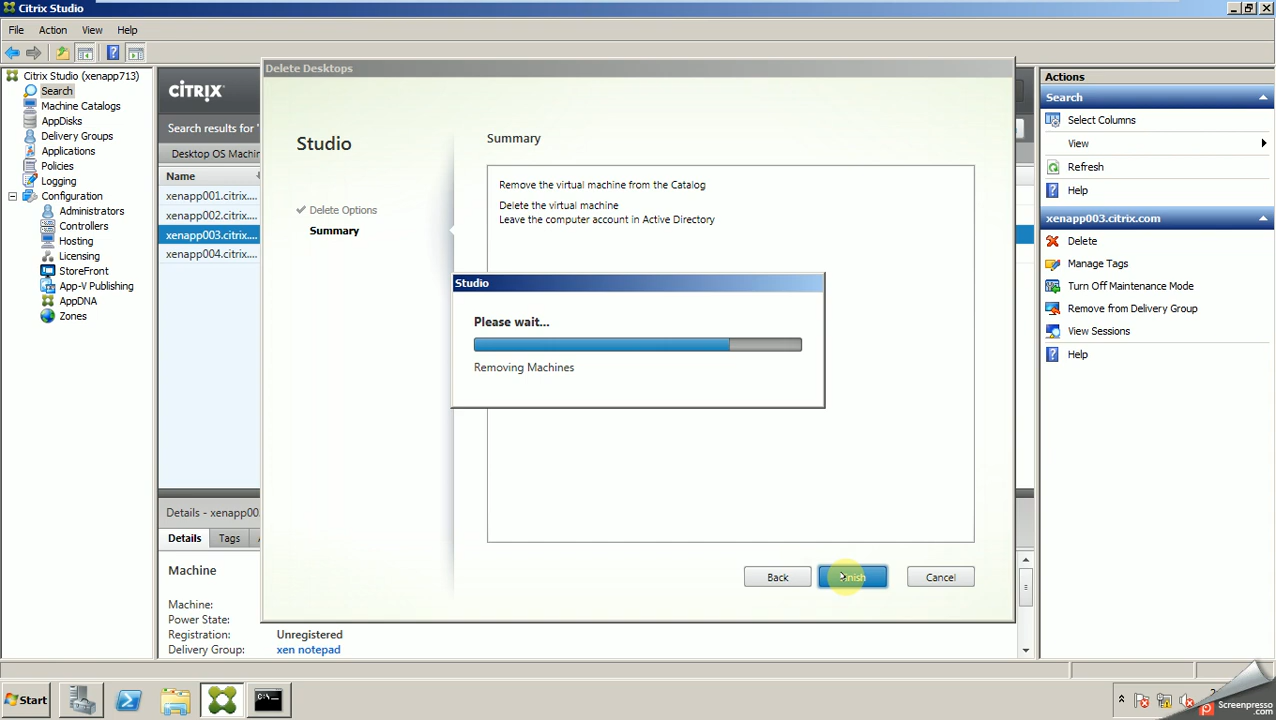 Citrix Studio
File Action View Help
Citrix Studio (xenapp713)
Search
Machine Catalogs
AppDisks
Delivery Groups
Applications
Policies
Logging
Configuration
Administrators
Controllers
Hosting
Licensing
StoreFront
App-V Publishing
AppDNA
Zones
CITRIX
Search results for '
Desktop OS Machin
Name
xenapp001.citrix....
xenapp002.citrix....
xenapp003.citrix....
xenapp004.citrix....
Details - xenapp00
Details Tags
Machine
Machine:
Power State:
Registration: Unregistered
Delivery Group: xen notepad
Delete Desktops
Studio
Delete Options
Summary
Summary
Remove the virtual machine from the Catalog
Delete the virtual machine
Leave the computer account in Active Directory
Studio
Please wait...
Removing Machines
Back Finish Cancel
Actions
Search
Select Columns
View
Refresh
Help
xenapp003.citrix.com
Delete
Manage Tags
Turn Off Maintenance Mode
Remove from Delivery Group
View Sessions
Help
Start
Screenpresso
.com